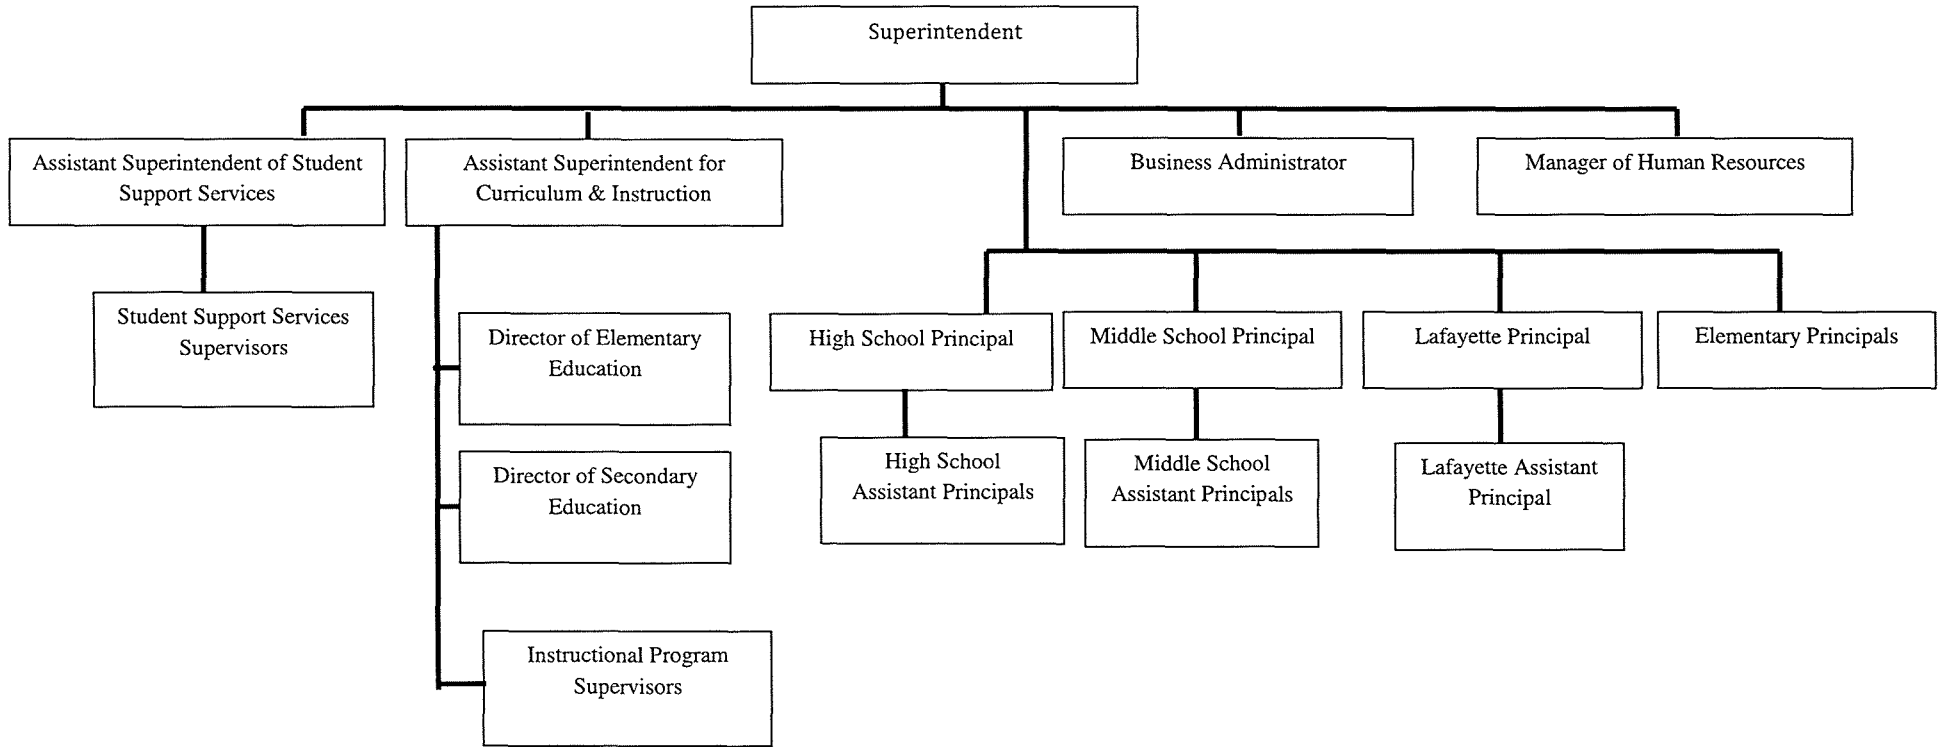 Superintendent
Assistant Superintendent of Student
Support Services
Assistant Superintendent for
Curriculum & Instruction
Business Administrator
Manager of Human Resources
Student Support Services
Supervisors
Director of Elementary
Education
High School Principal
Middle School Principal
Lafayette Principal
Elementary Principals
Director of Secondary
Education
High School
Assistant Principals
Middle School
Assistant Principals
Lafayette Assistant
Principal
Instructional Program
Supervisors